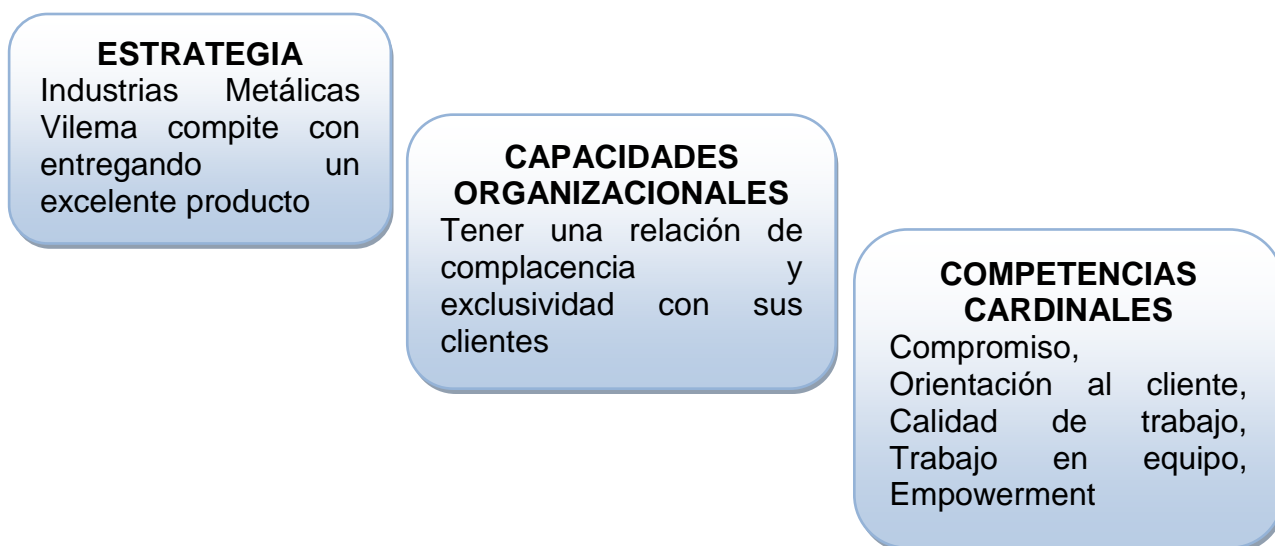 ESTRATEGIA
Industrias Metálicas
Vilema compite con
entregando un
excelente producto
CAPACIDADES
ORGANIZACIONALES
Tener una relación de
complacencia y
exclusividad con sus
clientes
COMPETENCIAS
CARDINALES
Compromiso,
Orientación al cliente,
Calidad de trabajo,
Trabajo en equipo,
Empowerment